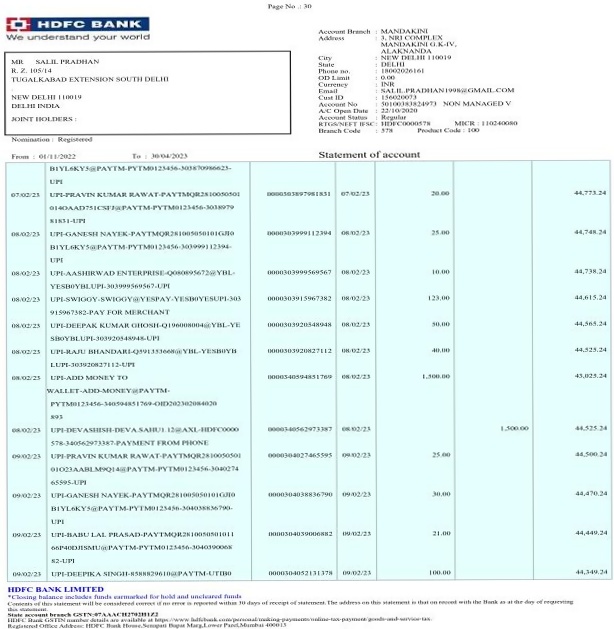 Page No .: 30
HDFC BANK
We understand your world
MR SALIL PRADHAN
R. Z. 105/14
TUGALKABAD EXTENSION SOUTH DELHI
NEW DELHI 110019
DELHI INDIA
JOINT HOLDERS :
Nomination : Registered
Account Branch : MANDAKINI
Address : 3, NRI COMPLEX
MANDAKINI G.K-IV,
ALAKNANDA
City : NEW DELHI 110019
State : DELHI
Phone no. : 18002026161
OD Limit : 0.00
Currency : INR
Email : SALIL.PRADHAN1998@GMAIL.COM
Cust ID : 156020073
Account No : 50100383824973 NON MANAGED V
A/C Open Date : 22/10/2020
Account Status : Regular
RTGS/NEFT IFSC: HDFC0000578 MICR : 110240080
Branch Code : 578 Product Code : 100
From : 01/11/2022 To : 30/04/2023 Statement of account
B1YL6KY5@PAYTM-PYTM0123456-303870986623-
UPI
07/02/23 UPI-PRAVIN KUMAR RAWAT-PAYTMQR2810050501 0000303897981831 07/02/23 20.00 44,773.24
014OAAD751CSFJ@PAYTM-PYTM0123456-3038979
81831-UPI
08/02/23 UPI-GANESH NAYEK-PAYTMQR281005050101GJI0 0000303999112394 08/02/23 25.00 44,748.24
B1YL6KY5@PAYTM-PYTM0123456-303999112394-
UPI
08/02/23 UPI-AASHIRWAD ENTERPRISE-Q080895672@YBL- 0000303999569567 08/02/23 10.00 44,738.24
YESB0YBLUPI-303999569567-UPI
08/02/23 UPI-SWIGGY-SWIGGY@YESPAY-YESB0YESUPI-303 0000303915967382 08/02/23 123.00 44,615.24
915967382-PAY FOR MERCHANT
08/02/23 UPI-DEEPAK KUMAR GHOSH-Q196008004@YBL-YE 0000303920348948 08/02/23 50.00 44,565.24
SB0YBLUPI-303920348948-UPI
08/02/23 UPI-RAJU BHANDARI-Q591353668@YBL-YESB0YB 0000303920827112 08/02/23 40.00 44,525.24
LUPI-303920827112-UPI
08/02/23 UPI-ADD MONEY TO 0000340594851769 08/02/23 1,500.00 43,025.24
WALLET-ADD-MONEY@PAYTM-
PYTM0123456-340594851769-OID202302084020
893
08/02/23 UPI-DEVASHISH-DEVA.SAHU1.12@AXL-HDFC0000 0000340562973387 08/02/23 1,500.00 44,525.24
578-340562973387-PAYMENT FROM PHONE
09/02/23 UPI-PRAVIN KUMAR RAWAT-PAYTMQR2810050501 0000304027465595 09/02/23 25.00 44,500.24
01O23AABLM9Q14@PAYTM-PYTM0123456-3040274
65595-UPI
09/02/23 UPI-GANESH NAYEK-PAYTMQR281005050101GJI0 0000304038836790 09/02/23 30.00 44,470.24
B1YL6KY5@PAYTM-PYTM0123456-304038836790-
UPI
09/02/23 UPI-BABU LAL PRASAD-PAYTMQR2810050501011 0000304039006882 09/02/23 21.00 44,449.24
66P40DJISMU@PAYTM-PYTM0123456-3040390068
82-UPI
09/02/23 UPI-DEEPIKA SINGH-8588829610@PAYTM-UTIB0 0000304052131378 09/02/23 100.00 44,349.24
HDFC BANK LIMITED
*Closing balance includes funds earmarked for hold and uncleared funds
Contents of this statement will be considered correct if no error is reported within 30 days of receipt of statement.The address on this statement is that on record with the Bank as at the day of requesting
this statement.
State account branch GSTN:07AAACH2702H1Z2
HDFC Bank GSTIN number details are available at https://www.hdfcbank.com/personal/making-payments/online-tax-payment/goods-and-service-tax.
Registered Office Address: HDFC Bank House,Senapati Bapat Marg,Lower Parel,Mumbai 400013